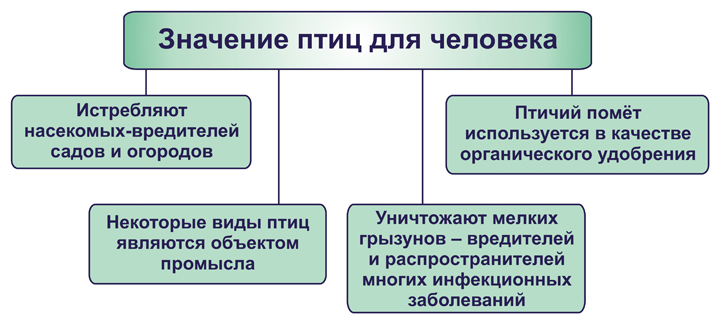 Значение птиц для человека
Истребляют
насекомых-вредителей
садов и огородов
Птичий помёт
используется в качестве
органического удобрения
Некоторые виды птиц
являются объектом
промысла
Уничтожают мелких
грызунов – вредителей
и распространителей
многих инфекционных
заболеваний